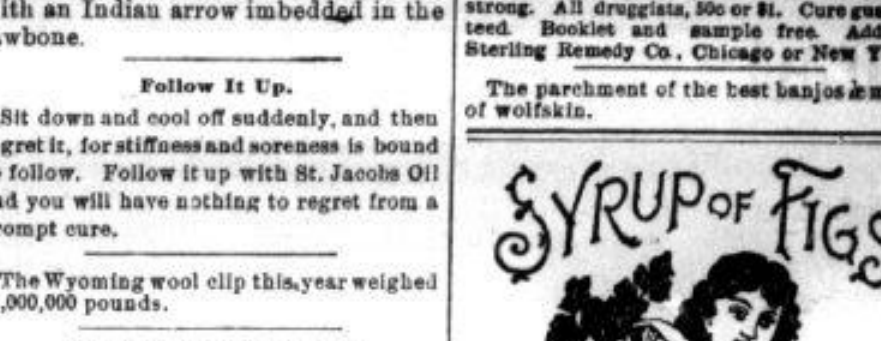 ith an Indian arrow imbedded in the
wbone.
Follow It Up.
Sit down and cool off suddenly, and then
gret it, for stiffness and soreness is bound
follow. Follow it up with St. Jacobs Oil
d you will have nothing to regret from a
ompt cure.
The Wyoming wool clip this year weighed
,000,000 pounds.
strong. All druggists, 50c or $1. Cure gua
teed. Booklet and sample free. Add
Sterling Remedy Co., Chicago or New Y
The parchment of the best banjos is m
of wolfskin.
SYRUP OF FIGS